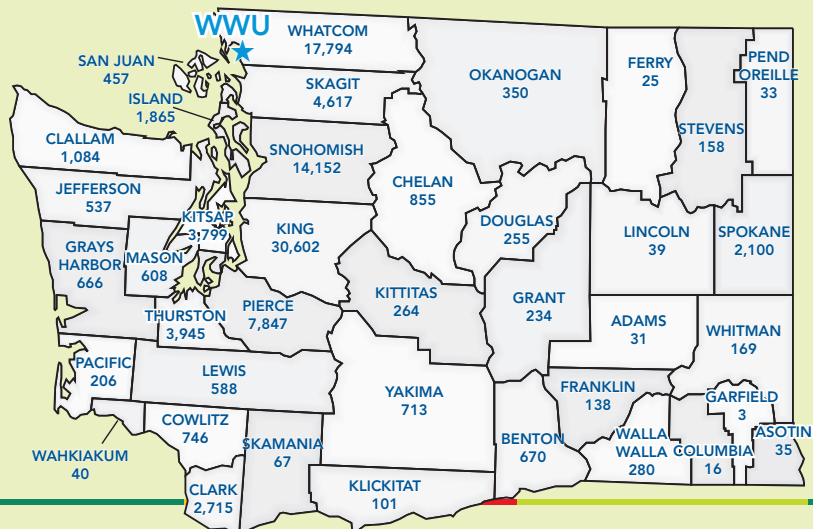 WWU
WHATCOM
17,794
SAN JUAN
457
SKAGIT
4,617
ISLAND
1,865
OKANOGAN
350
FERRY
25
PEND
OREILLE
33
STEVENS
158
CLALLAM
1,084
SNOHOMISH
14,152
JEFFERSON
537
CHELAN
855
KITSAP
3,799
KING
30,602
DOUGLAS
255
LINCOLN
39
SPOKANE
2,100
GRAYS
HARBOR
666
MASON
608
KITTITAS
264
GRANT
234
THURSTON
3,945
PIERCE
7,847
ADAMS
31
WHITMAN
169
PACIFIC
206
LEWIS
588
YAKIMA
713
FRANKLIN
138
GARFIELD
3
COWLITZ
746
SKAMANIA
67
BENTON
670
WALLA
WALLA
280
COLUMBIA
16
ASOTIN
35
WAHKIAKUM
40
CLARK
2,715
KLICKITAT
101